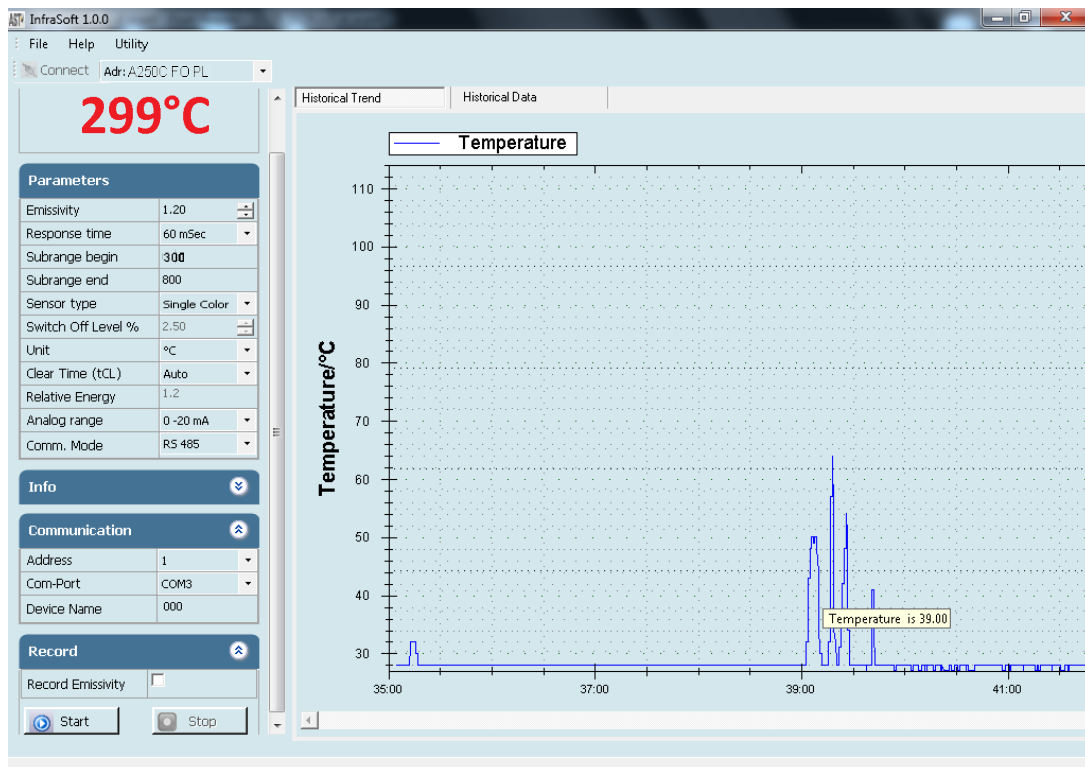 AST InfraSoft 1.0.0
File Help Utility
Connect Adr: A250C FO PL
299°C
Parameters
Emissivity 1.20
Response time 60 mSec
Subrange begin 300
Subrange end 800
Sensor type Single Color
Switch Off Level % 2.50
Unit °C
Clear Time (tCL) Auto
Relative Energy 1.2
Analog range 0 -20 mA
Comm. Mode RS 485
Info
Communication
Address 1
Com-Port COM3
Device Name 000
Record
Record Emissivity
Start Stop
Historical Trend Historical Data
Temperature
Temperature/°C
110
100
90
80
70
60
50
40
30
Temperature is 39.00
35:00 37:00 39:00 41:00